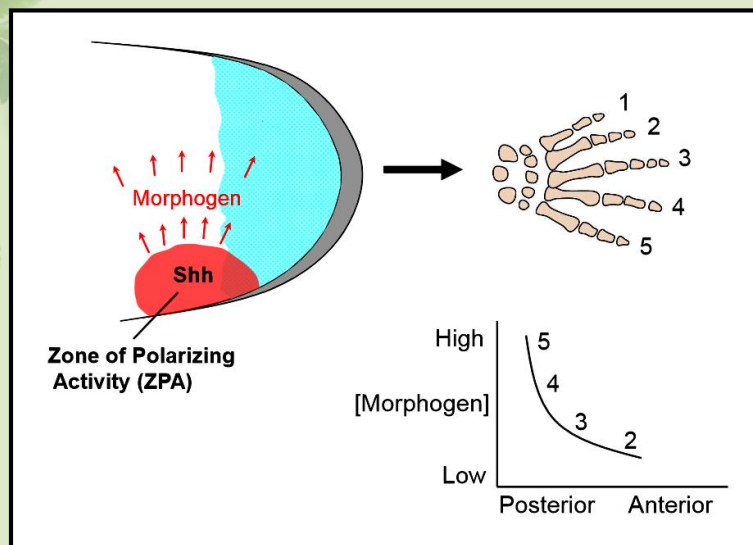 Morphogen
Shh
Zone of Polarizing
Activity (ZPA)
1
2
3
4
5
High
[Morphogen]
Low
5
4
3
2
Posterior Anterior